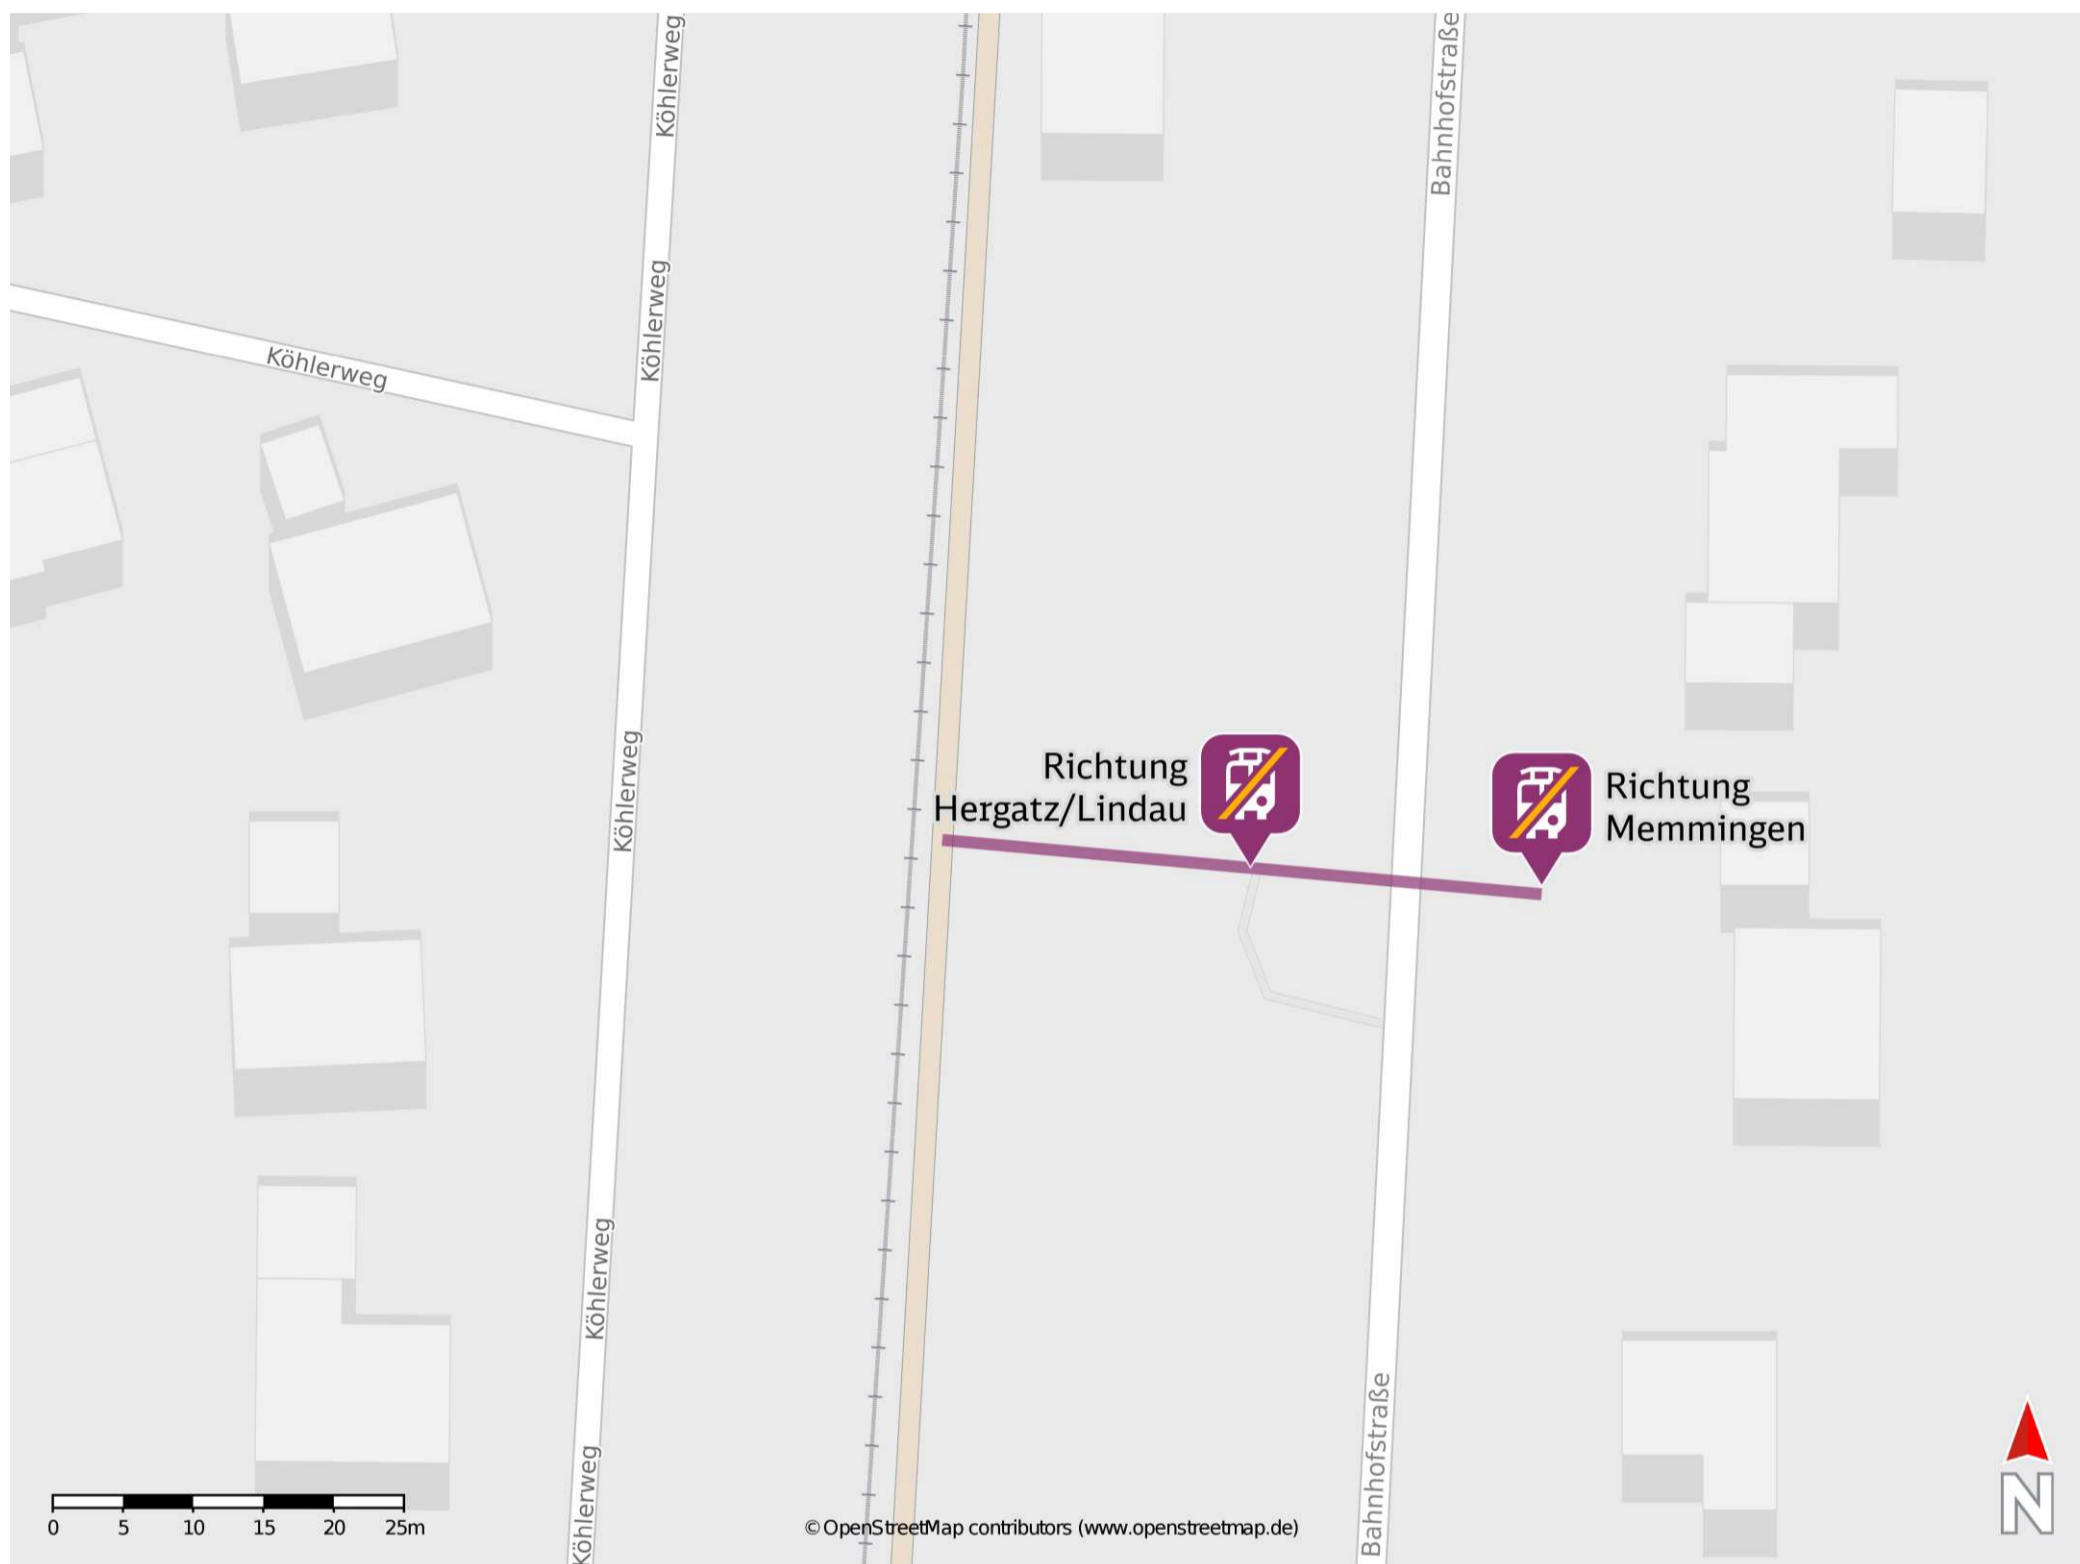 Köhlerweg
Bahnhofstraße
Köhlerweg
Köhlerweg
Richtung
Hergatz/Lindau
Richtung
Memmingen
Köhlerweg
Köhlerweg
Bahnhofstraße
Köhlerweg
0 5 10 15 20 25m
© OpenStreetMap contributors (www.openstreetmap.de)
N